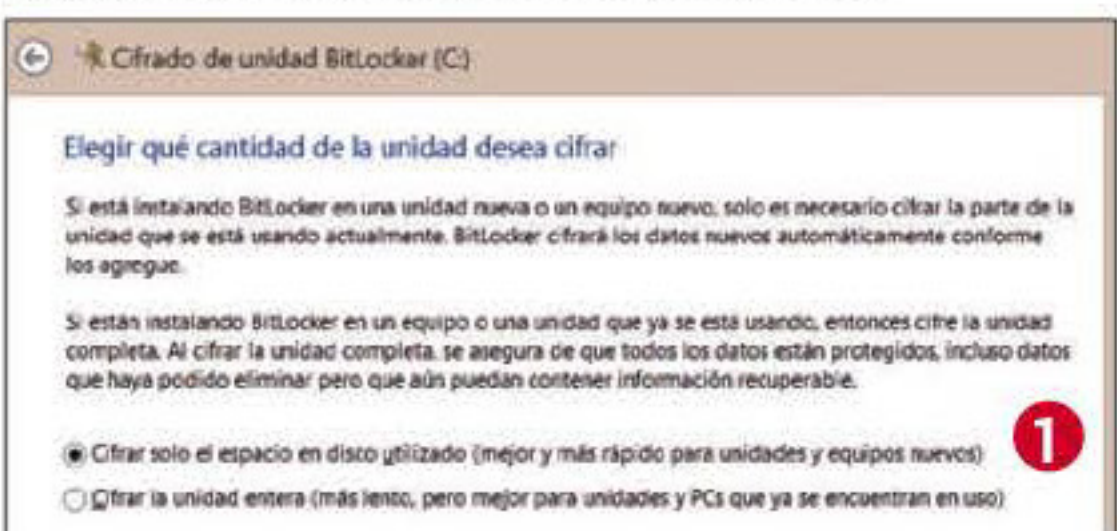 Cifrado de unidad BitLocker (C:)
Elegir qué cantidad de la unidad desea cifrar
Si está instalando BitLocker en una unidad nueva o un equipo nuevo, solo es necesario cifrar la parte de la
unidad que se está usando actualmente. BitLocker cifrará los datos nuevos automáticamente conforme
los agregue.
Si están instalando BitLocker en un equipo o una unidad que ya se está usando, entonces cifre la unidad
completa. Al cifrar la unidad completa, se asegura de que todos los datos están protegidos, incluso datos
que haya podido eliminar pero que aún puedan contener información recuperable.
Cifrar solo el espacio en disco utilizado (mejor y más rápido para unidades y equipos nuevos)
1
Cifrar la unidad entera (más lento, pero mejor para unidades y PCs que ya se encuentran en uso)